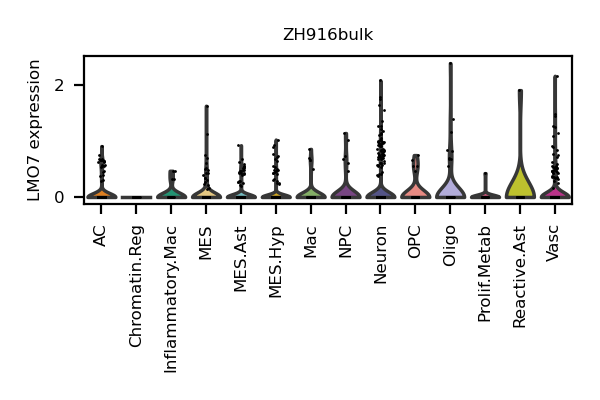 ZH916bulk
LMO7 expression
2
0
AC
Chromatin.Reg
Inflammatory.Mac
MES
MES.Ast
MES.Hyp
Mac
NPC
Neuron
OPC
Oligo
Prolif.Metab
Reactive.Ast
Vasc